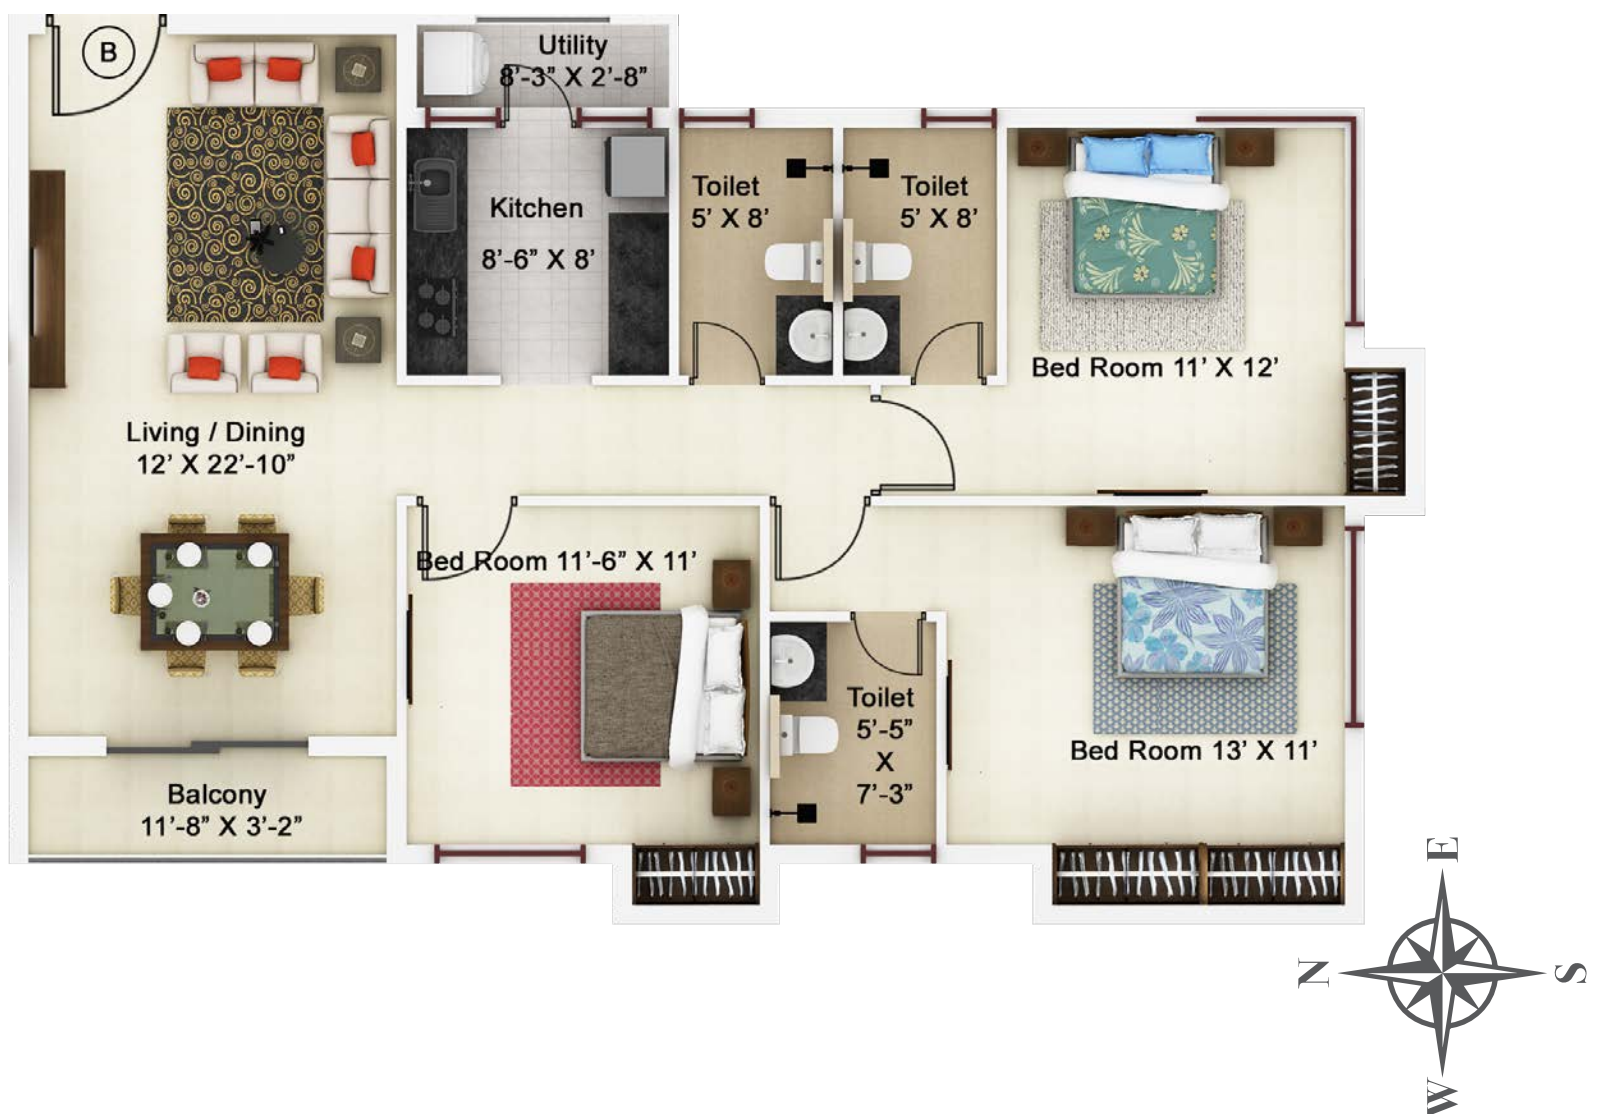 B
Utility
8'-3” X 2'-8”
Kitchen
8'-6” X 8'
Toilet
5' X 8'
Toilet
5' X 8'
Bed Room 11' X 12'
Living / Dining
12' X 22'-10”
Bed Room 11'-6” X 11'
Toilet
5'-5”
X
7'-3”
Bed Room 13' X 11'
Balcony
11'-8” X 3'-2”
E
N
S
W